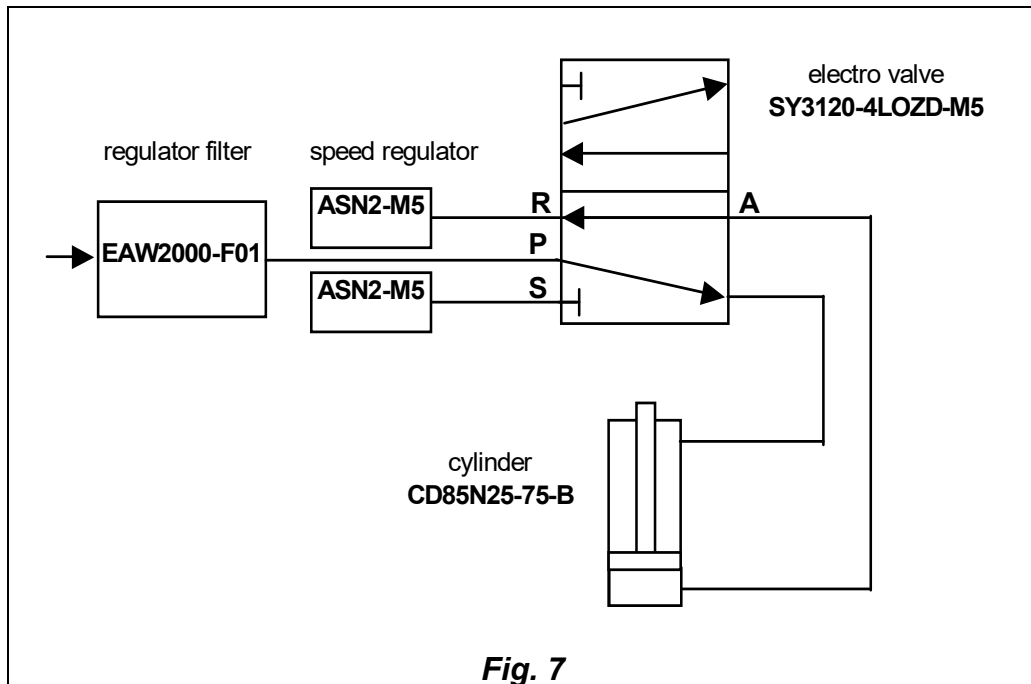 electro valve
SY3120-4LOZD-M5
regulator filter
speed regulator
ASN2-M5
R
A
EAW2000-F01
P
ASN2-M5
S
cylinder
CD85N25-75-B
Fig. 7